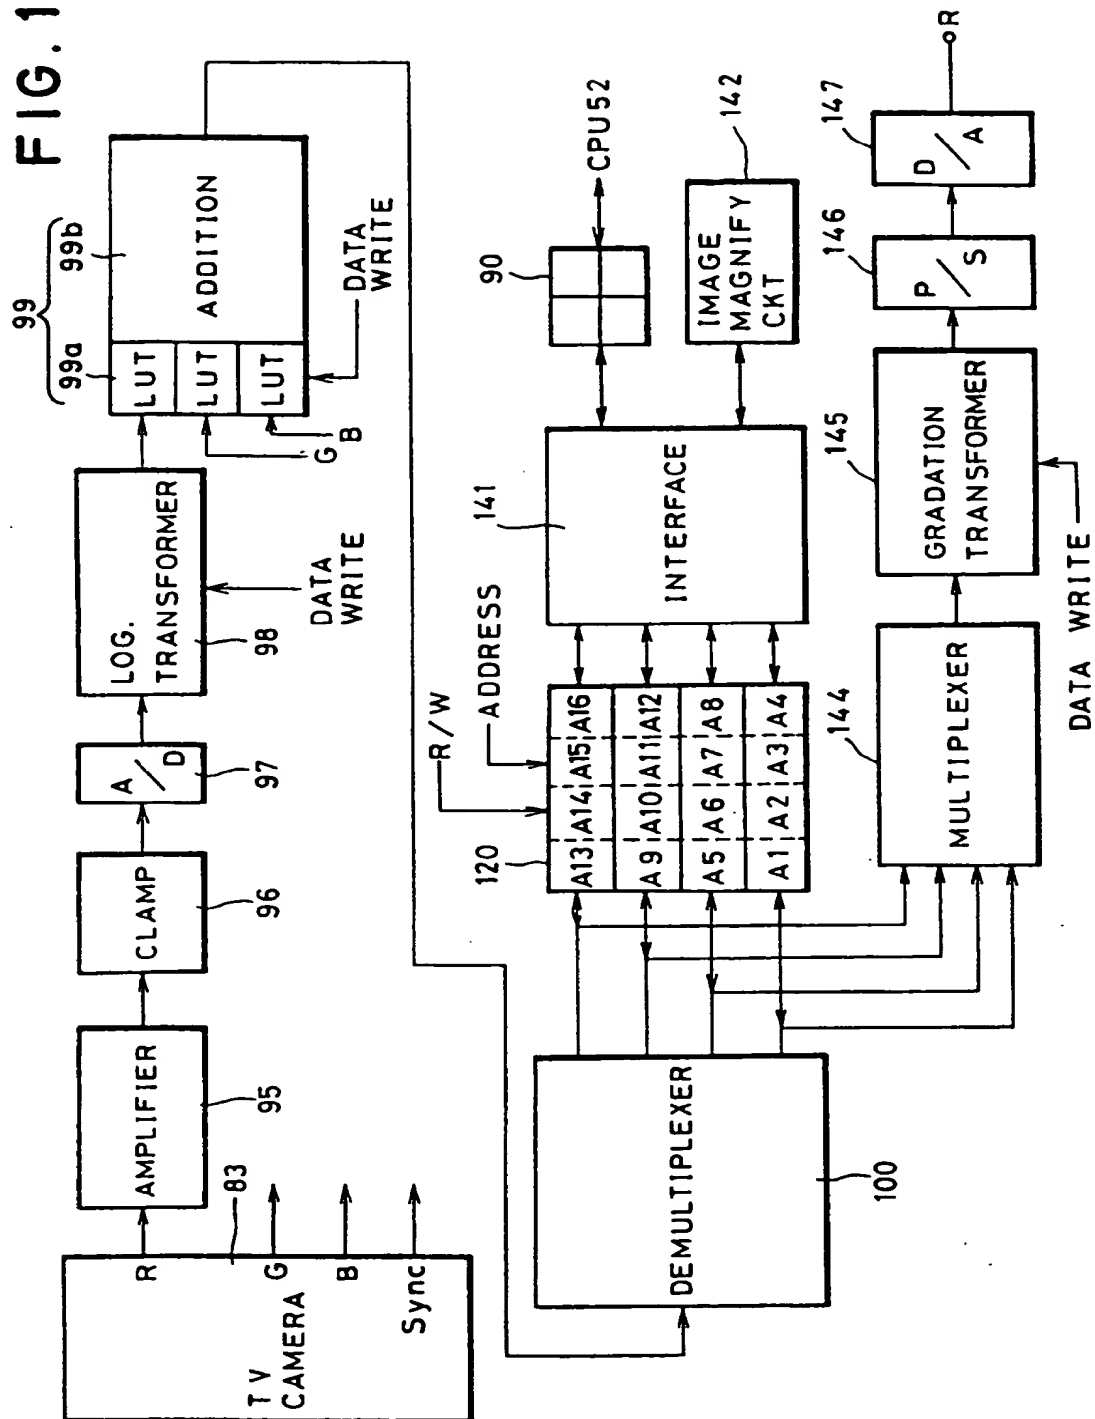 FIG. 1
99
99a
99b
TV
CAMERA
R
G
B
Sync
83
AMPLIFIER
95
CLAMP
96
A/D
97
LOG.
TRANSFORMER
98
DATA
WRITE
LUT
LUT
LUT
G
B
ADDITION
DATA
WRITE
DEMULTIPLEXER
100
120
R/W
ADDRESS
A13 A14 A15 A16
A9 A10 A11 A12
A5 A6 A7 A8
A1 A2 A3 A4
INTERFACE
141
90
CPU52
IMAGE
MAGNIFY
CKT
142
MULTIPLEXER
144
GRADATION
TRANSFORMER
145
DATA WRITE
P/S
146
D/A
147
R